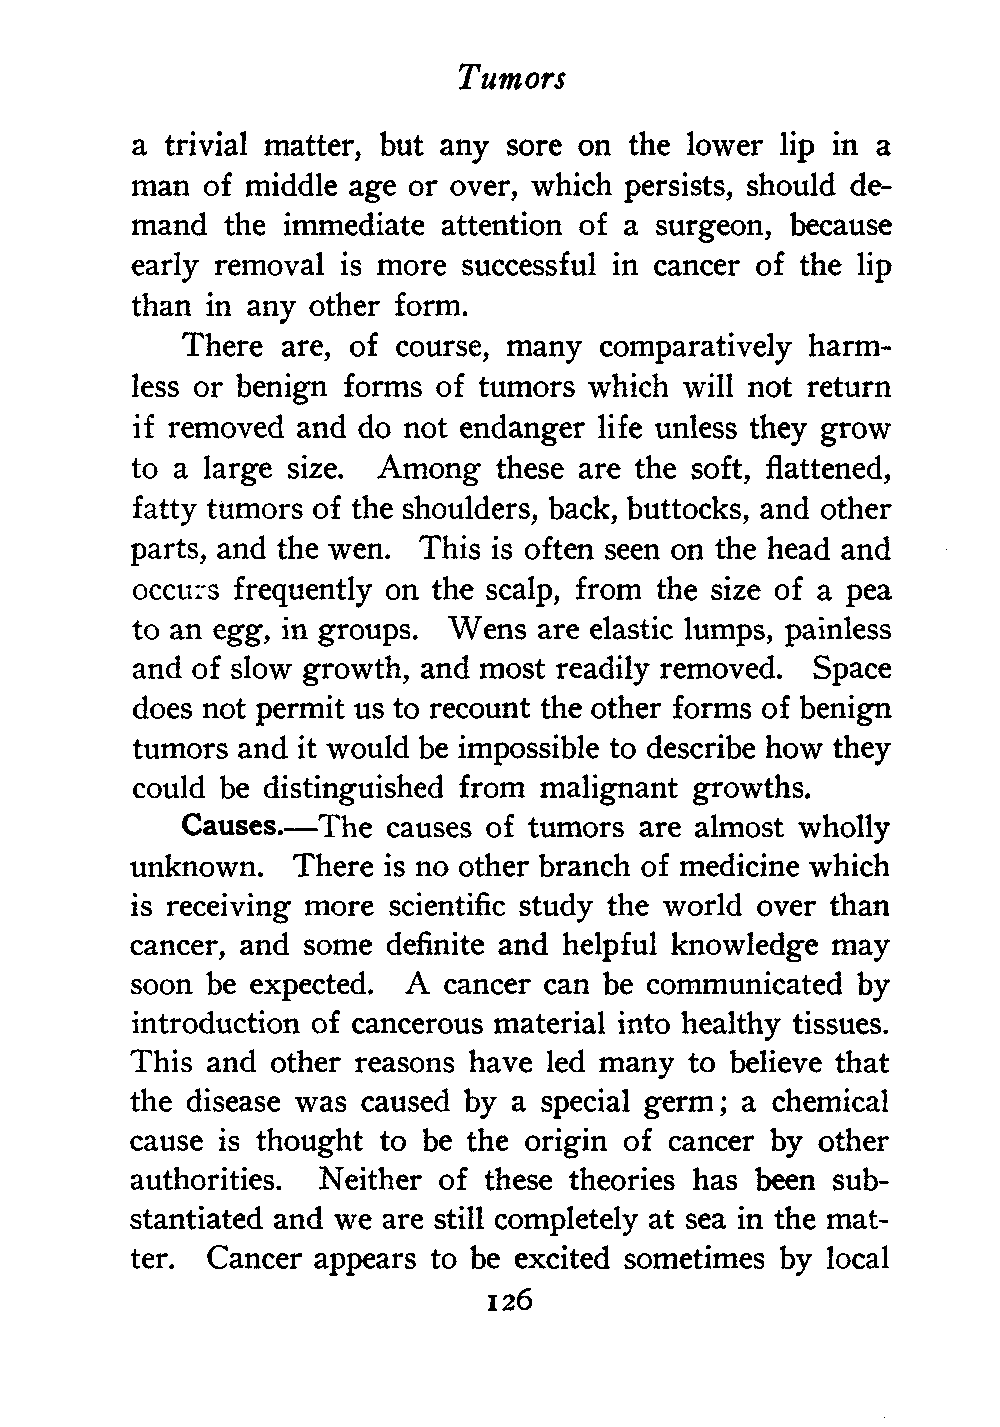 Tumors
a trivial matter, but any sore on the lower lip in a
man of middle age or over, which persists, should de-
mand the immediate attention of a surgeon, because
early removal is more successful in cancer of the lip
than in any other form.
There are, of course, many comparatively harm-
less or benign forms of tumors which will not return
if removed and do not endanger life unless they grow
to a large size. Among these are the soft, flattened,
fatty tumors of the shoulders, back, buttocks, and other
parts, and the wen. This is often seen on the head and
occurs frequently on the scalp, from the size of a pea
to an egg, in groups. Wens are elastic lumps, painless
and of slow growth, and most readily removed. Space
does not permit us to recount the other forms of benign
tumors and it would be impossible to describe how they
could be distinguished from malignant growths.
Causes.—The causes of tumors are almost wholly
unknown. There is no other branch of medicine which
is receiving more scientific study the world over than
cancer, and some definite and helpful knowledge may
soon be expected. A cancer can be communicated by
introduction of cancerous material into healthy tissues.
This and other reasons have led many to believe that
the disease was caused by a special germ; a chemical
cause is thought to be the origin of cancer by other
authorities. Neither of these theories has been sub-
stantiated and we are still completely at sea in the mat-
ter. Cancer appears to be excited sometimes by local
126